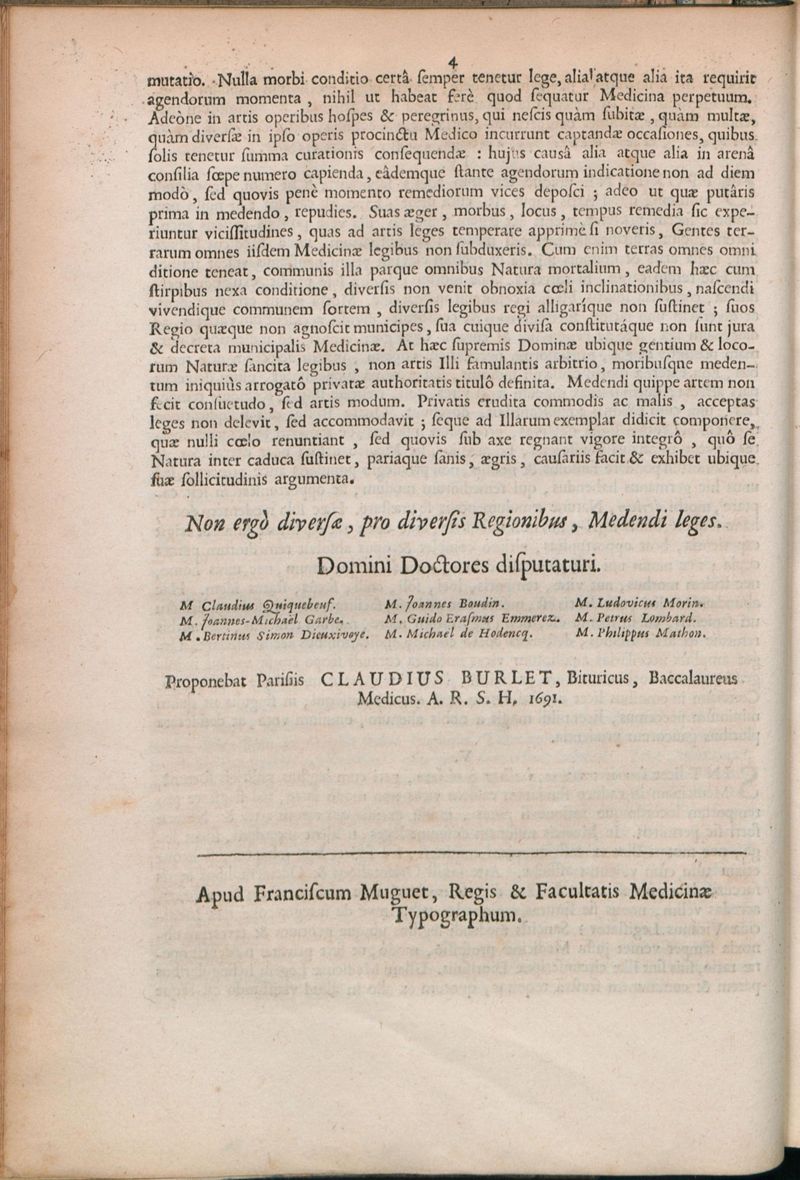 4
mutatio. Nulla morbi conditio certâ semper tenetur lege, alia atque alia ita requirit
agendorum momenta, nihil ut habeat ferè quod sequatur Medicina perpetuum.
Adeòne in artis operibus hospes & peregrinus, qui nescis quàm subitæ, quàm multæ,
quàm diversæ in ipso operis procinctu Medico incurrunt captandæ occasiones, quibus
solis tenetur summa curationis consequendæ : hujus causâ alia atque alia in arenâ
consilia sœpe numero capienda, eâdemque stante agendorum indicatione non ad diem
modò, sed quovis penè momento remediorum vices deposci ; adeo ut quæ putâris
prima in medendo, repudies. Suas æger, morbus, locus, tempus remedia sic expe-
riuntur vicissitudines, quas ad artis leges temperare apprimè si noveris, Gentes ter-
rarum omnes iisdem Medicinæ legibus non subduxeris. Cum enim terras omnes omni
ditione teneat, communis illa parque omnibus Natura mortalium, eadem hæc cum
stirpibus nexa conditione, diversis non venit obnoxia cœli inclinationibus, nascendi
vivendique communem sortem, diversis legibus regi alligarique non sustinet ; suos
Regio quæque non agnoscit municipes, sua cuique divisa constitutáque non sunt jura
& decreta municipalis Medicinæ. At hæc supremis Dominæ ubique gentium & loco-
rum Naturæ sancita legibus, non artis Illi famulantis arbitrio, moribusqne meden-
tum iniquiùs arrogatô privatæ authoritatis titulô definita. Medendi quippe artem non
fecit consuetudo, sed artis modum. Privatis erudita commodis ac malis, acceptas
leges non delevit, sed accommodavit ; seque ad Illarum exemplar didicit componere,
quæ nulli cœlo renuntiant, sed quovis sub axe regnant vigore integrô, quô se
Natura inter caduca sustinet, pariaque sanis, ægris, causariis facit & exhibet ubique
suæ sollicitudinis argumenta.
Non ergò diversæ, pro diversis Regionibus, Medendi leges.
Domini Doctores disputaturi.
M Claudius Quiquebeuf. M. Joannes Boudin. M. Ludovicus Morin.
M. Joannes-Michael Garbe. M. Guido Erasmus Emmerez. M. Petrus Lombard.
M. Bertinus Simon Dieuxivoye. M. Michael de Hodencq. M. Philippus Mathon.
Proponebat Parisiis CLAUDIUS BURLET, Bituricus, Baccalaureus
Medicus. A. R. S. H, 1691.
Apud Franciscum Muguet, Regis & Facultatis Medicinæ
Typographum.